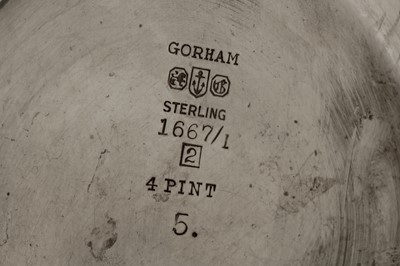 GORHAM
STERLING
1667/1
2
4 PINT
5.